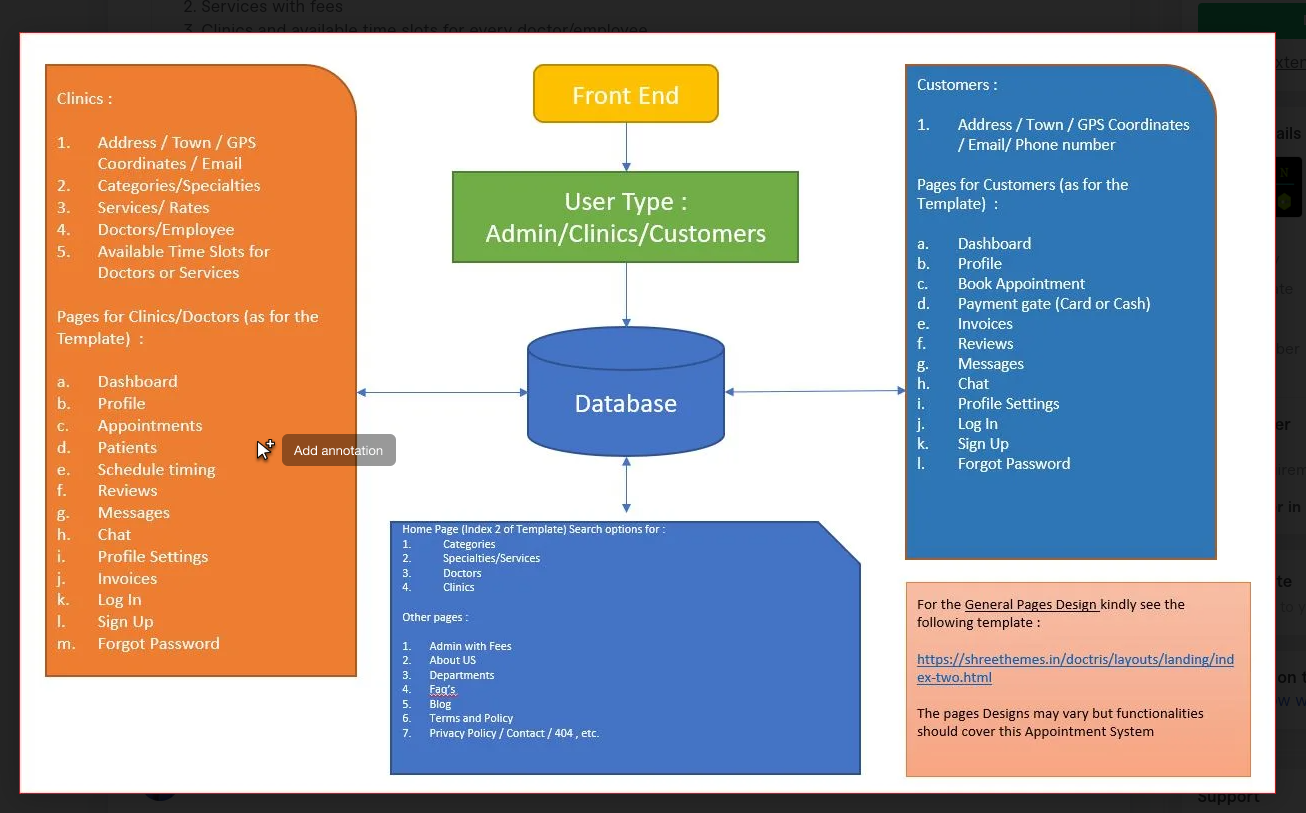 2. Services with fees
3. Clinics and available time slots for every doctor/employee
Clinics :
1. Address / Town / GPS
Coordinates / Email
2. Categories/Specialties
3. Services/ Rates
4. Doctors/Employee
5. Available Time Slots for
Doctors or Services
Pages for Clinics/Doctors (as for the
Template) :
a. Dashboard
b. Profile
c. Appointments
d. Patients
e. Schedule timing
f. Reviews
g. Messages
h. Chat
i. Profile Settings
j. Invoices
k. Log In
l. Sign Up
m. Forgot Password
Add annotation
Front End
User Type :
Admin/Clinics/Customers
Database
Home Page (Index 2 of Template) Search options for :
1. Categories
2. Specialties/Services
3. Doctors
4. Clinics
Other pages :
1. Admin with Fees
2. About US
3. Departments
4. Faq's
5. Blog
6. Terms and Policy
7. Privacy Policy / Contact / 404 , etc.
Customers :
1. Address / Town / GPS Coordinates
/ Email/ Phone number
Pages for Customers (as for the
Template) :
a. Dashboard
b. Profile
c. Book Appointment
d. Payment gate (Card or Cash)
e. Invoices
f. Reviews
g. Messages
h. Chat
i. Profile Settings
j. Log In
k. Sign Up
l. Forgot Password
For the General Pages Design kindly see the
following template :
https://shreethemes.in/doctris/layouts/landing/ind
ex-two.html
The pages Designs may vary but functionalities
should cover this Appointment System
Support